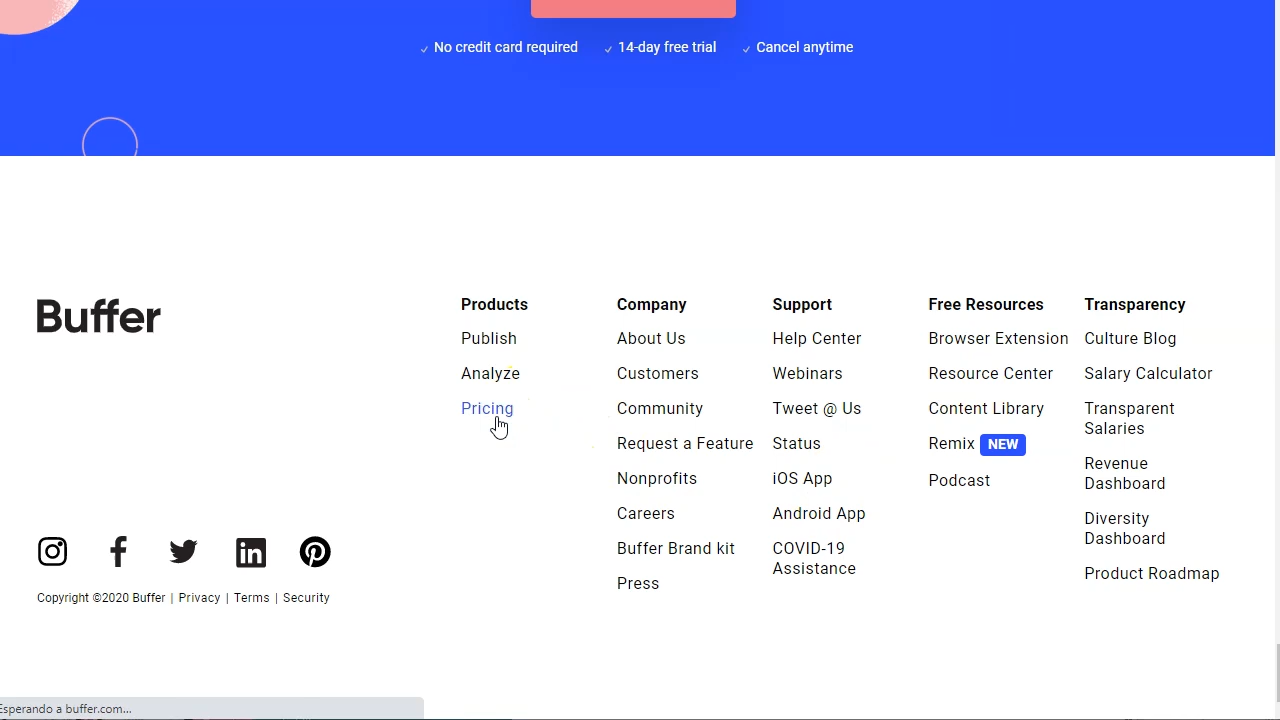 No credit card required
14-day free trial
Cancel anytime
Buffer
Products
Publish
Analyze
Pricing
Company
About Us
Customers
Community
Request a Feature
Nonprofits
Careers
Buffer Brand kit
Press
Support
Help Center
Webinars
Tweet @ Us
Status
iOS App
Android App
COVID-19
Assistance
Free Resources
Browser Extension
Resource Center
Content Library
Remix NEW
Podcast
Transparency
Culture Blog
Salary Calculator
Transparent
Salaries
Revenue
Dashboard
Diversity
Dashboard
Product Roadmap
Copyright ©2020 Buffer | Privacy | Terms | Security
Esperando a buffer.com...